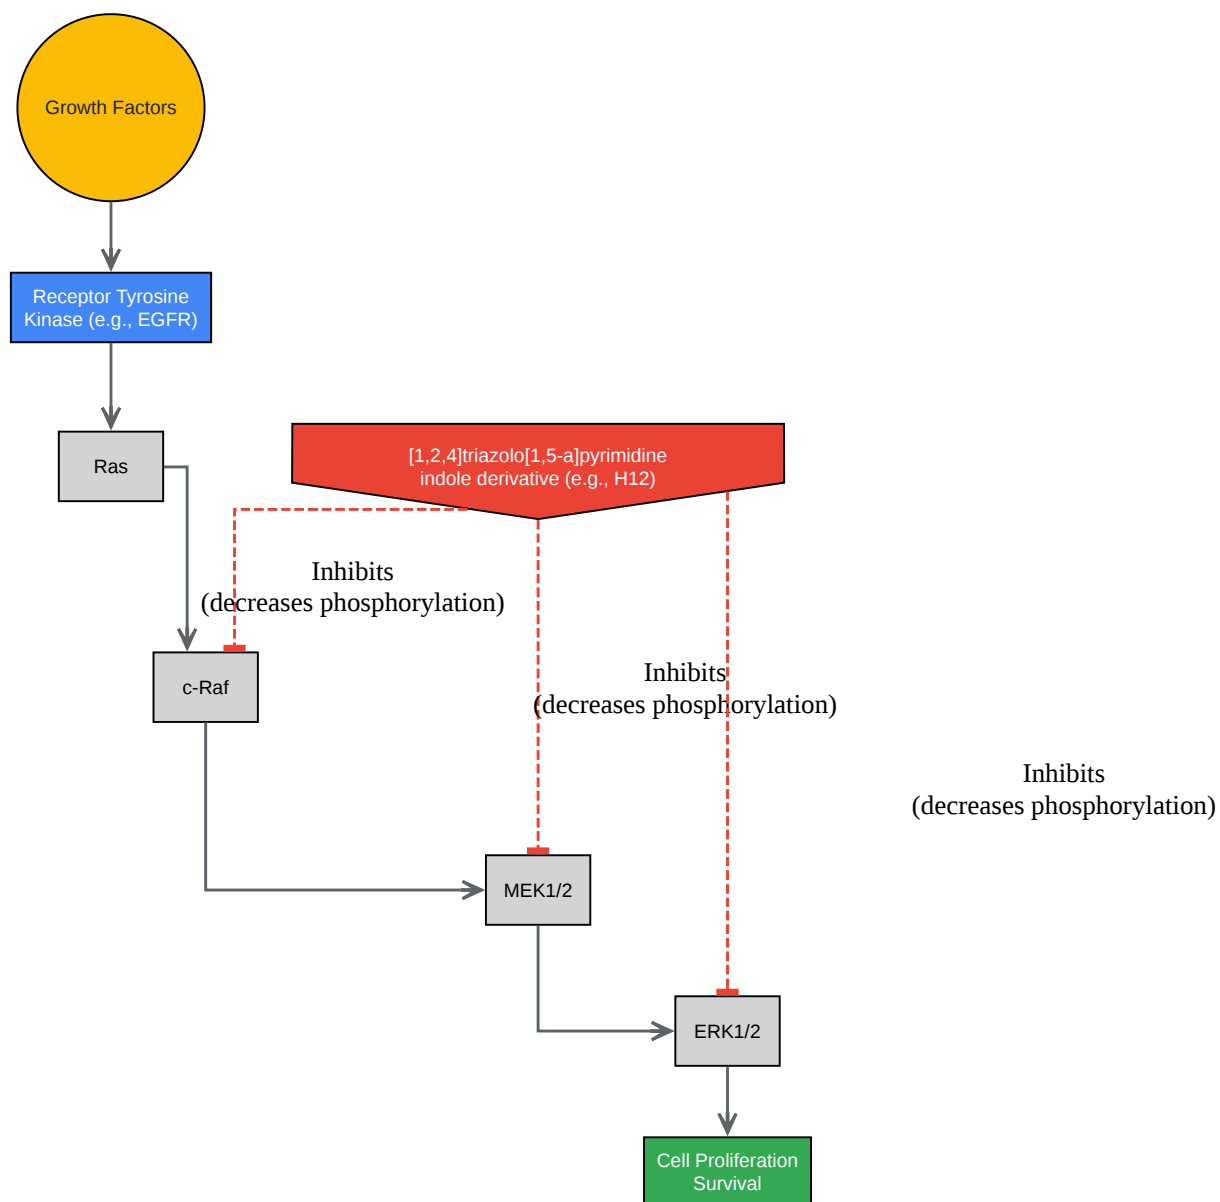 Growth Factors
Receptor Tyrosine
Kinase (e.g., EGFR)
Ras
[1,2,4]triazolo[1,5-a]pyrimidine
indole derivative (e.g., H12)
Inhibits
(decreases phosphorylation)
c-Raf
Inhibits
(decreases phosphorylation)
Inhibits
(decreases phosphorylation)
MEK1/2
ERK1/2
Cell Proliferation
Survival